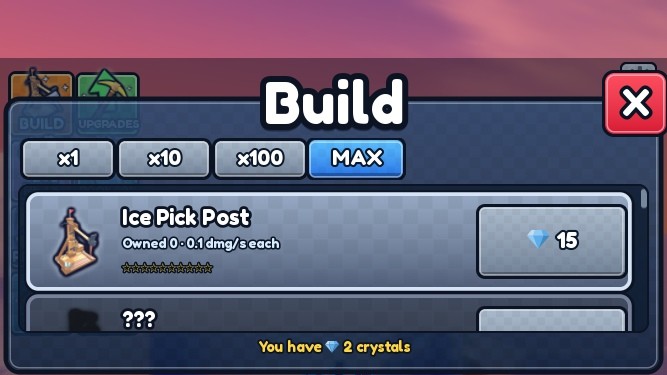 Build
BUILD
UPGRADES
x1
x10
x100
MAX
Ice Pick Post
Owned 0 · 0.1 dmg/s each
15
???
You have 2 crystals